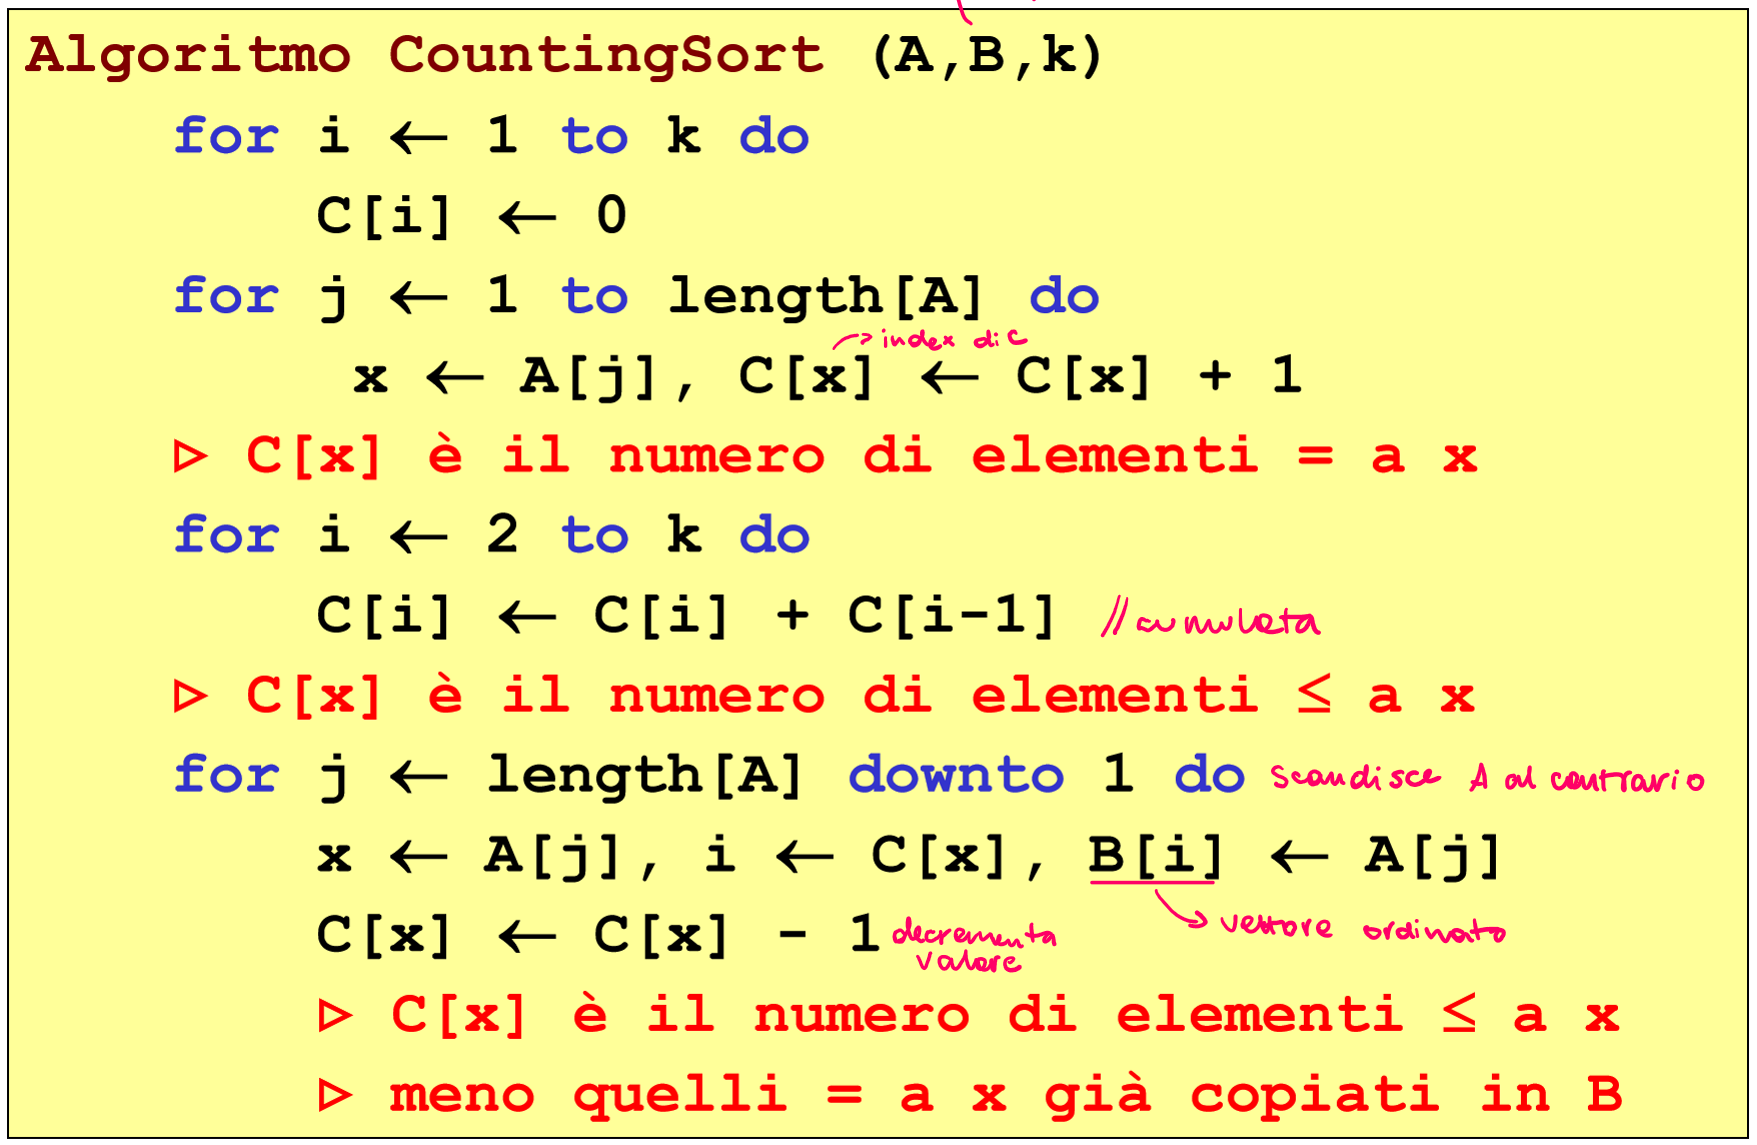 Algoritmo CountingSort (A,B,k)
for i ← 1 to k do
C[i] ← 0
for j ← 1 to length[A] do
index di C
x ← A[j], C[x] ← C[x] + 1
▷ C[x] è il numero di elementi = a x
for i ← 2 to k do
C[i] ← C[i] + C[i-1] // cumulata
▷ C[x] è il numero di elementi ≤ a x
for j ← length[A] downto 1 do scandisce A al contrario
x ← A[j], i ← C[x], B[i] ← A[j]
C[x] ← C[x] - 1 decrementa vettore ordinato
valore
▷ C[x] è il numero di elementi ≤ a x
▷ meno quelli = a x già copiati in B